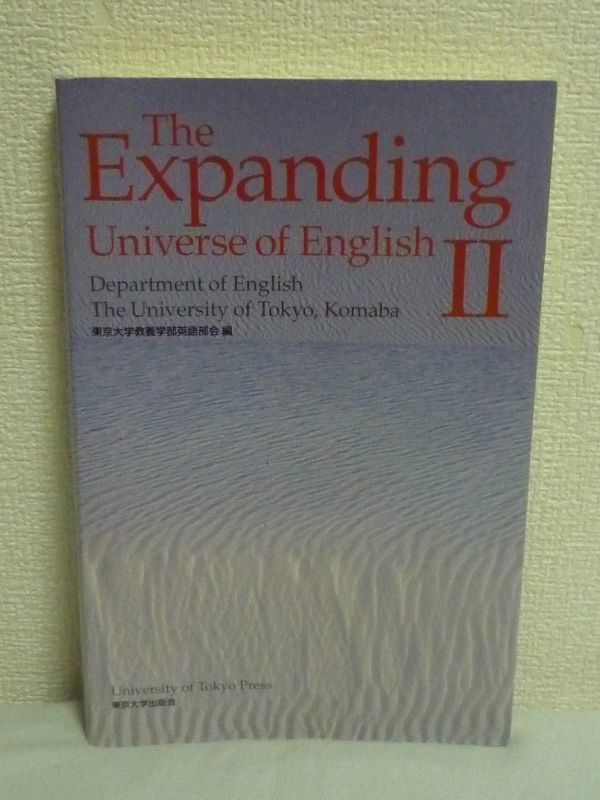 The
Expanding
Universe of English
II
Department of English
The University of Tokyo, Komaba
東京大学教養学部英語部会 編
University of Tokyo Press
東京大学出版会